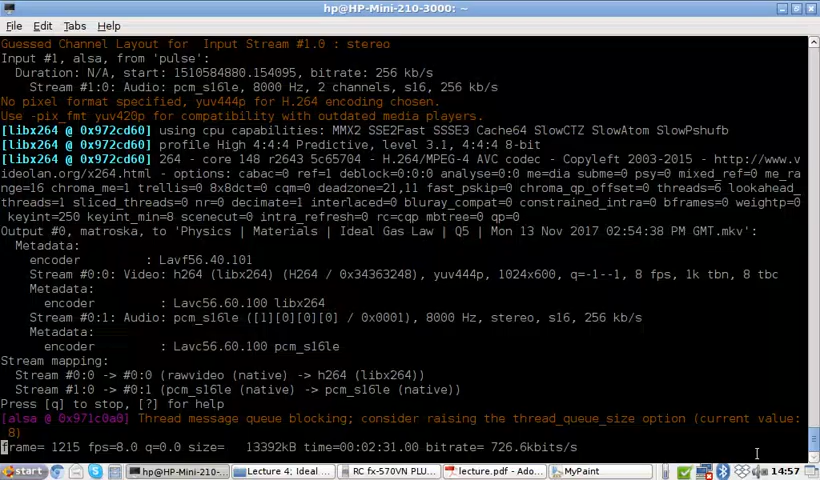 hp@HP-Mini-210-3000: ~
File Edit Tabs Help
Guessed Channel Layout for  Input Stream #1.0 : stereo
Input #1, alsa, from 'pulse':
  Duration: N/A, start: 1510584880.154095, bitrate: 256 kb/s
    Stream #1:0: Audio: pcm_s16le, 8000 Hz, 2 channels, s16, 256 kb/s
No pixel format specified, yuv444p for H.264 encoding chosen.
Use -pix_fmt yuv420p for compatibility with outdated media players.
[libx264 @ 0x972cd60] using cpu capabilities: MMX2 SSE2Fast SSSE3 Cache64 SlowCTZ SlowAtom SlowPshufb
[libx264 @ 0x972cd60] profile High 4:4:4 Predictive, level 3.1, 4:4:4 8-bit
[libx264 @ 0x972cd60] 264 - core 148 r2643 5c65704 - H.264/MPEG-4 AVC codec - Copyleft 2003-2015 - http://www.v
ideolan.org/x264.html - options: cabac=0 ref=1 deblock=0:0:0 analyse=0:0 me=dia subme=0 psy=0 mixed_ref=0 me_ra
nge=16 chroma_me=1 trellis=0 8x8dct=0 cqm=0 deadzone=21,11 fast_pskip=0 chroma_qp_offset=0 threads=6 lookahead_
threads=1 sliced_threads=0 nr=0 decimate=1 interlaced=0 bluray_compat=0 constrained_intra=0 bframes=0 weightp=0
 keyint=250 keyint_min=8 scenecut=0 intra_refresh=0 rc=cqp mbtree=0 qp=0
Output #0, matroska, to 'Physics | Materials | Ideal Gas Law | Q5 | Mon 13 Nov 2017 02:54:38 PM GMT.mkv':
  Metadata:
    encoder         : Lavf56.40.101
    Stream #0:0: Video: h264 (libx264) (H264 / 0x34363248), yuv444p, 1024x600, q=-1--1, 8 fps, 1k tbn, 8 tbc
    Metadata:
      encoder         : Lavc56.60.100 libx264
    Stream #0:1: Audio: pcm_s16le ([1][0][0][0] / 0x0001), 8000 Hz, stereo, s16, 256 kb/s
    Metadata:
      encoder         : Lavc56.60.100 pcm_s16le
Stream mapping:
  Stream #0:0 -> #0:0 (rawvideo (native) -> h264 (libx264))
  Stream #1:0 -> #0:1 (pcm_s16le (native) -> pcm_s16le (native))
Press [q] to stop, [?] for help
[alsa @ 0x971c0a0] Thread message queue blocking; consider raising the thread_queue_size option (current value:
 8)
frame= 1215 fps=8.0 q=0.0 size=   13392kB time=00:02:31.00 bitrate= 726.6kbits/s
start hp@HP-Mini-210-... Lecture 4; Ideal ... RC fx-570VN PLU... lecture.pdf - Ado... MyPaint 14:57